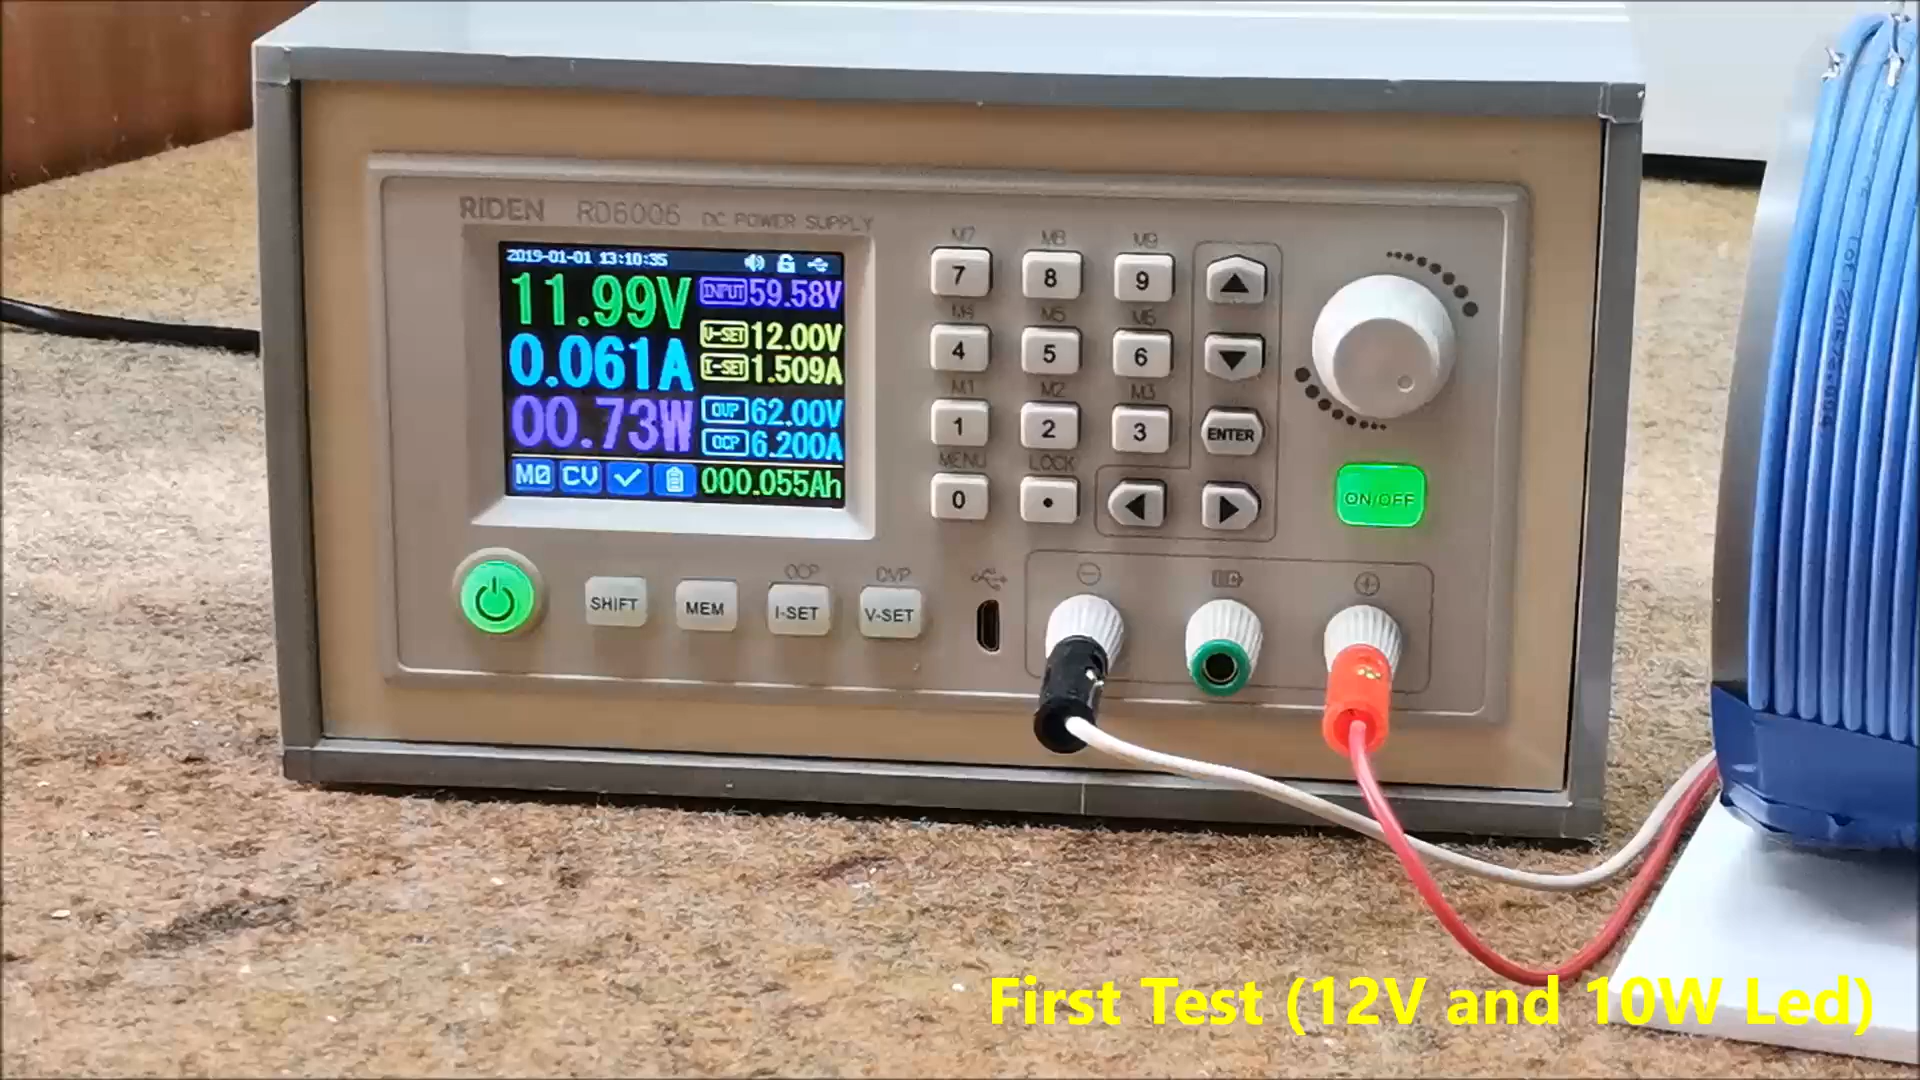 RIDEN RD6006 DC POWER SUPPLY
2019-01-01 13:10:35
11.99V
INPUT 59.58V
V-SET 12.00V
0.061A
I-SET 1.509A
00.73W
OVP 62.00V
OCP 6.200A
M0 CV 000.055Ah
M7 M8 M9
7 8 9
M4 M5 M6
4 5 6
M1 M2 M3
1 2 3 ENTER
MENU LOCK
0 .
ON/OFF
OCP OVP
SHIFT MEM I-SET V-SET
First Test (12V and 10W Led)